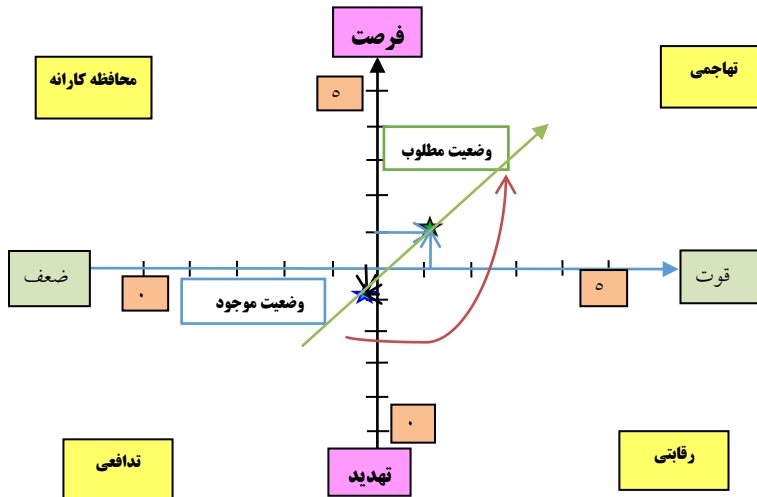 فرصت
تهاجمی
محافظه کارانه
۵
وضعیت مطلوب
قوت
ضعف
۵
۰
وضعیت موجود
۰
رقابتی
تدافعی
تهدید